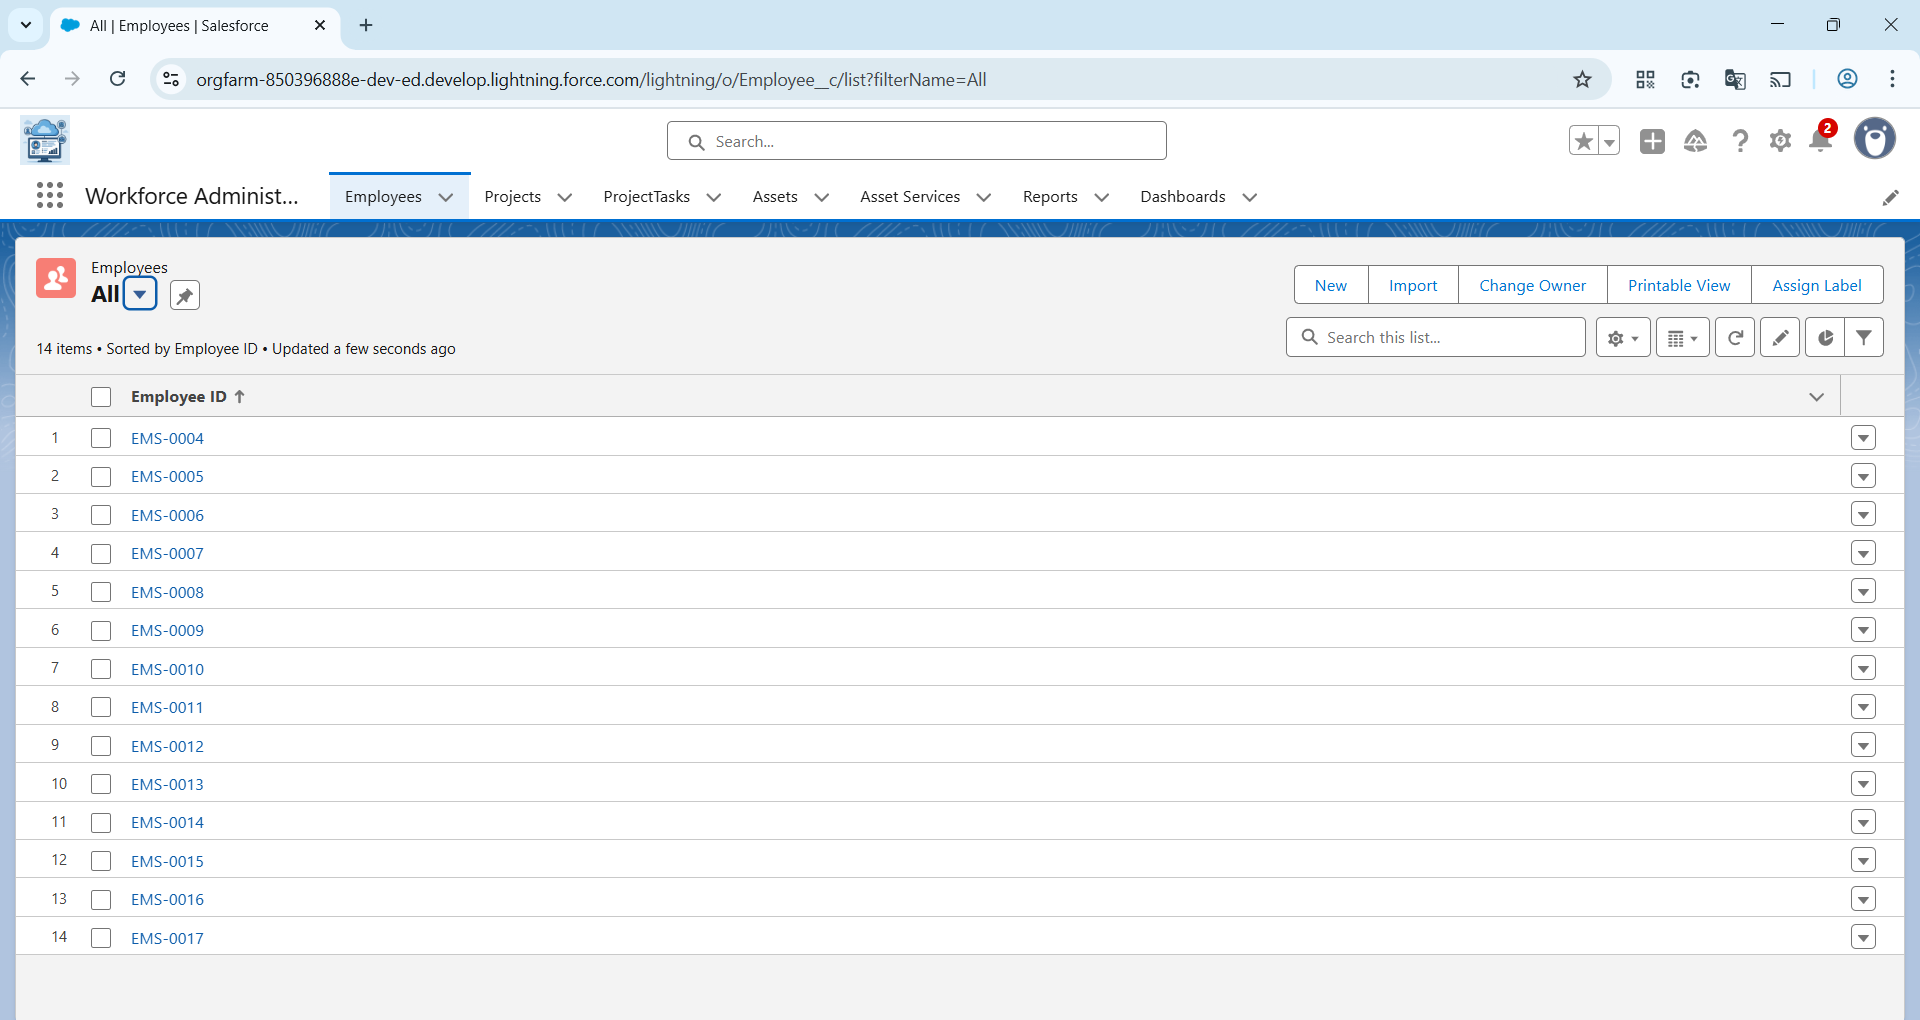 All | Employees | Salesforce
orgfarm-850396888e-dev-ed.develop.lightning.force.com/lightning/o/Employee__c/list?filterName=All
Search...
2
Workforce Administ...
Employees
Projects
ProjectTasks
Assets
Asset Services
Reports
Dashboards
Employees
All
New
Import
Change Owner
Printable View
Assign Label
14 items • Sorted by Employee ID • Updated a few seconds ago
Search this list...
Employee ID
1 EMS-0004
2 EMS-0005
3 EMS-0006
4 EMS-0007
5 EMS-0008
6 EMS-0009
7 EMS-0010
8 EMS-0011
9 EMS-0012
10 EMS-0013
11 EMS-0014
12 EMS-0015
13 EMS-0016
14 EMS-0017